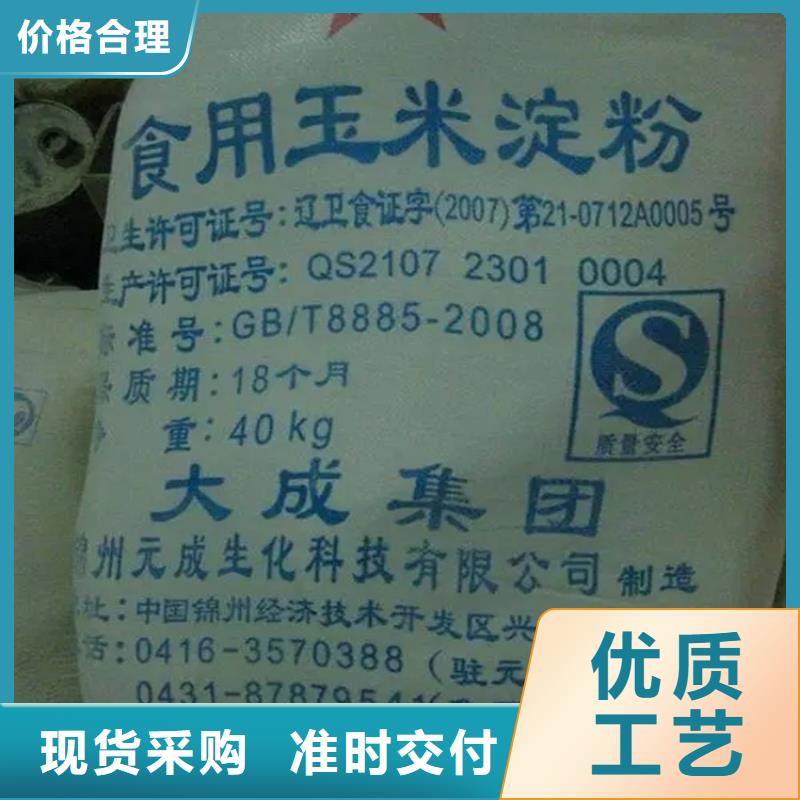 价格合理
食用玉米淀粉
卫生许可证号:辽卫食证字(2007)第21-0712A0005号
生产许可证号: QS2107 2301 0004
标准号:GB/T8885-2008
质期:18个月
重:40kg
质量安全
大成集团
锦州元成生化科技有限公司 制造
址:中国锦州经济技术开发区兴
话:0416-3570388 (驻元
0431-87879541
优质
工艺
现货采购 准时交付